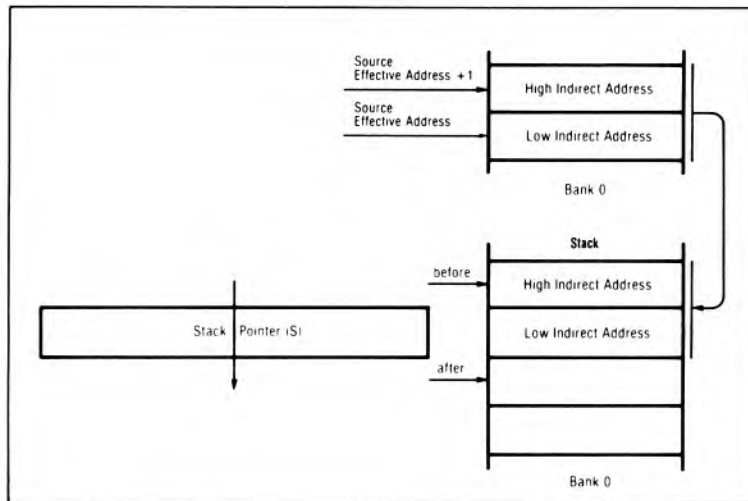 Source
Effective Address +1
High Indirect Address
Source
Effective Address
Low Indirect Address
Bank 0
Stack
before
High Indirect Address
Stack Pointer (S)
Low Indirect Address
after
Bank 0